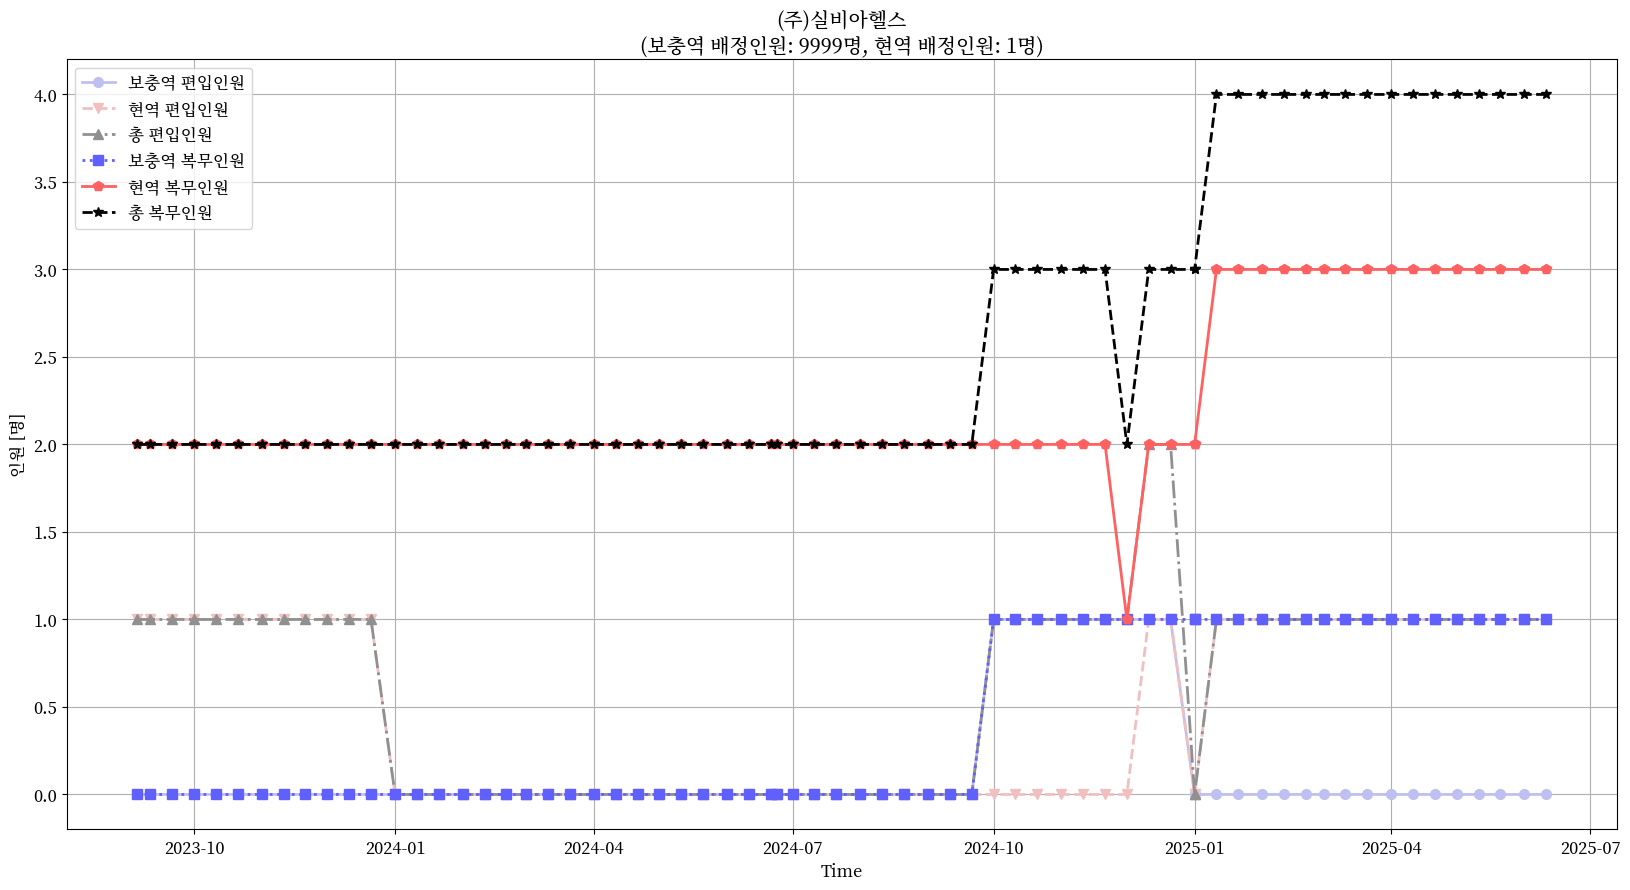 (주)실비아헬스
(보충역 배정인원: 9999명, 현역 배정인원: 1명)
보충역 편입인원
현역 편입인원
총 편입인원
보충역 복무인원
현역 복무인원
총 복무인원
4.0
3.5
3.0
2.5
2.0
1.5
1.0
0.5
0.0
인원 [명]
2023-10
2024-01
2024-04
2024-07
2024-10
2025-01
2025-04
2025-07
Time